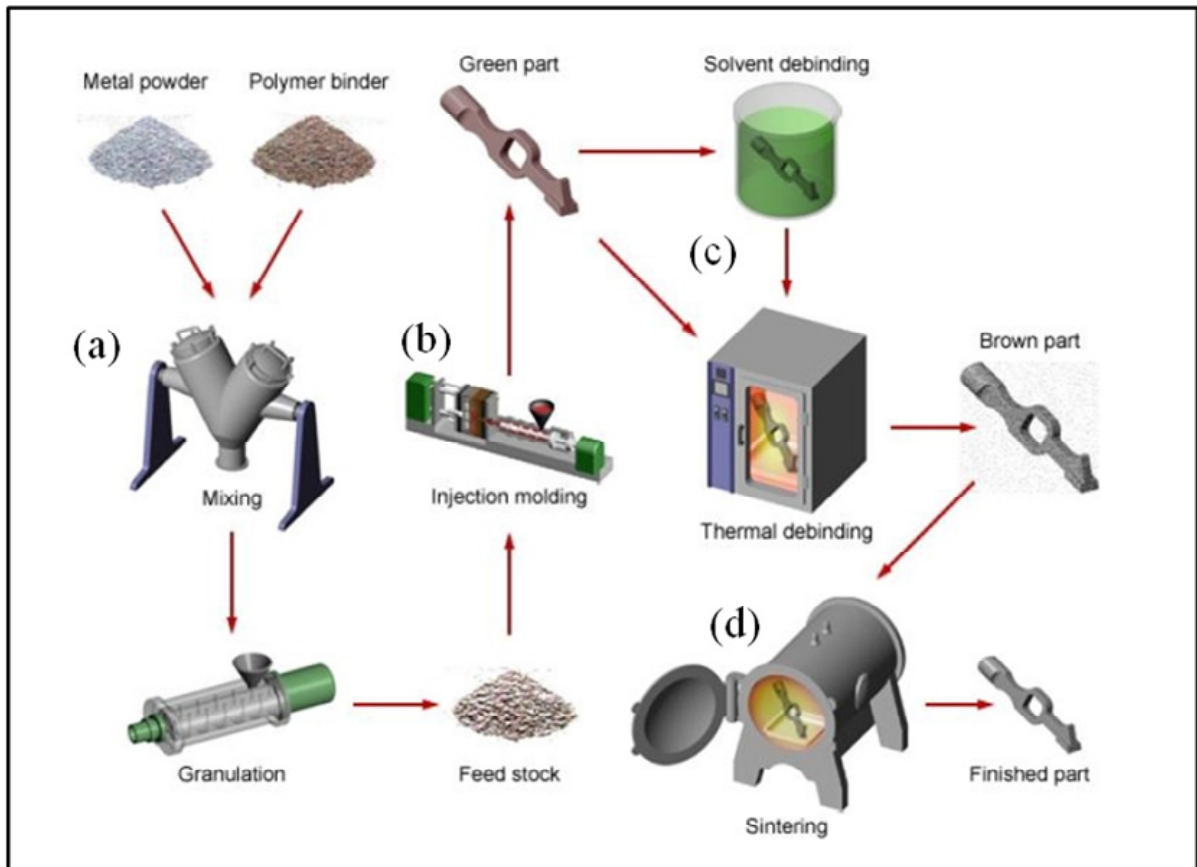 Metal powder
Polymer binder
(a)
Mixing
Granulation
Feed stock
(b)
Injection molding
Green part
Solvent debinding
(c)
Thermal debinding
Brown part
(d)
Sintering
Finished part